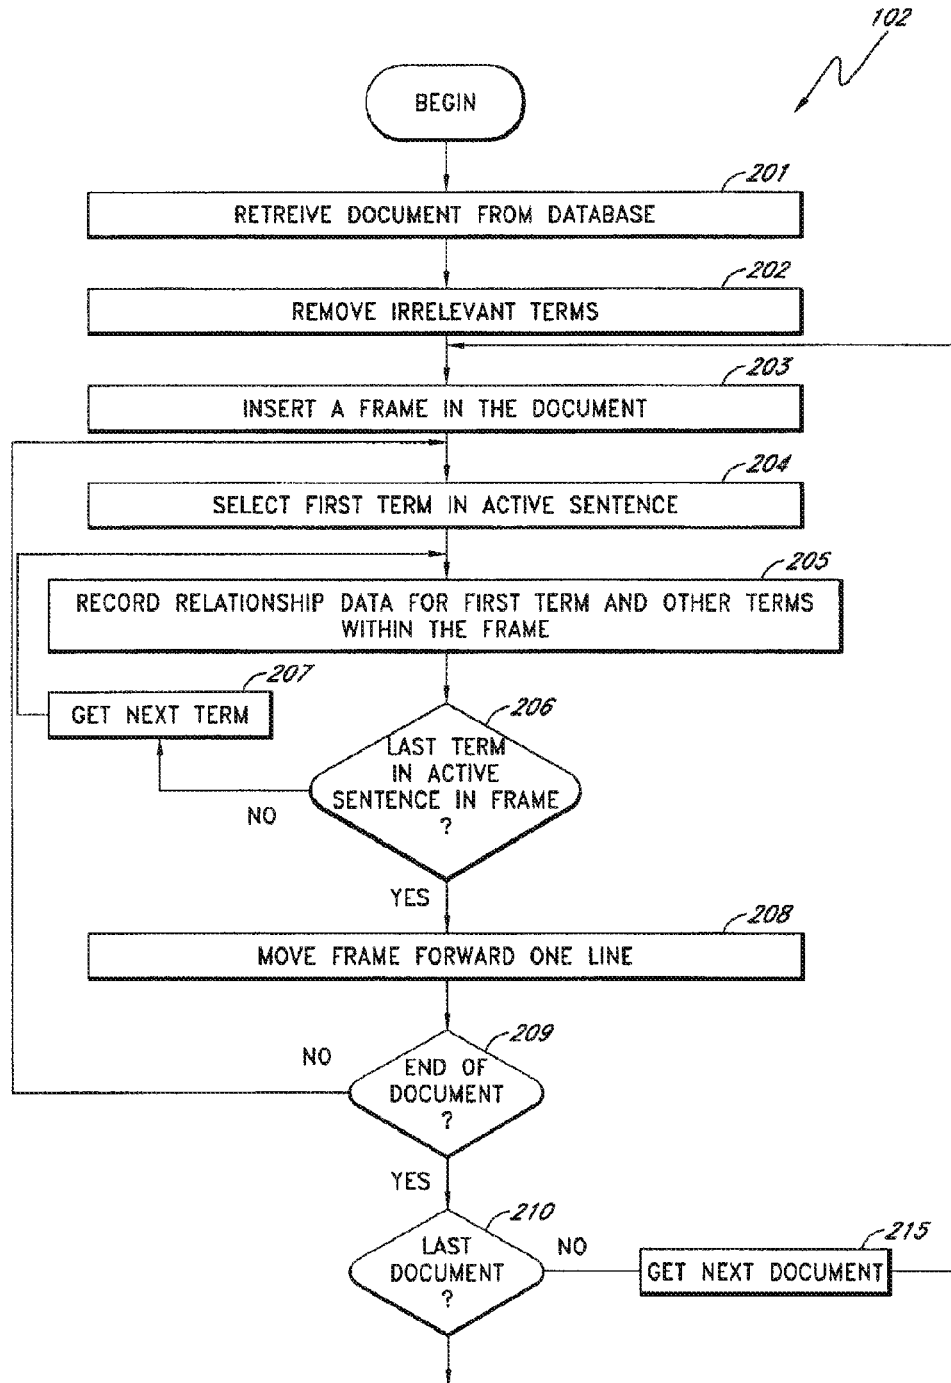 102
BEGIN
201
RETREIVE DOCUMENT FROM DATABASE
202
REMOVE IRRELEVANT TERMS
203
INSERT A FRAME IN THE DOCUMENT
204
SELECT FIRST TERM IN ACTIVE SENTENCE
205
RECORD RELATIONSHIP DATA FOR FIRST TERM AND OTHER TERMS
WITHIN THE FRAME
207
GET NEXT TERM
206
LAST TERM
IN ACTIVE
SENTENCE IN FRAME
?
NO
YES
208
MOVE FRAME FORWARD ONE LINE
209
NO
END OF
DOCUMENT
?
YES
210
LAST
DOCUMENT
?
NO
215
GET NEXT DOCUMENT